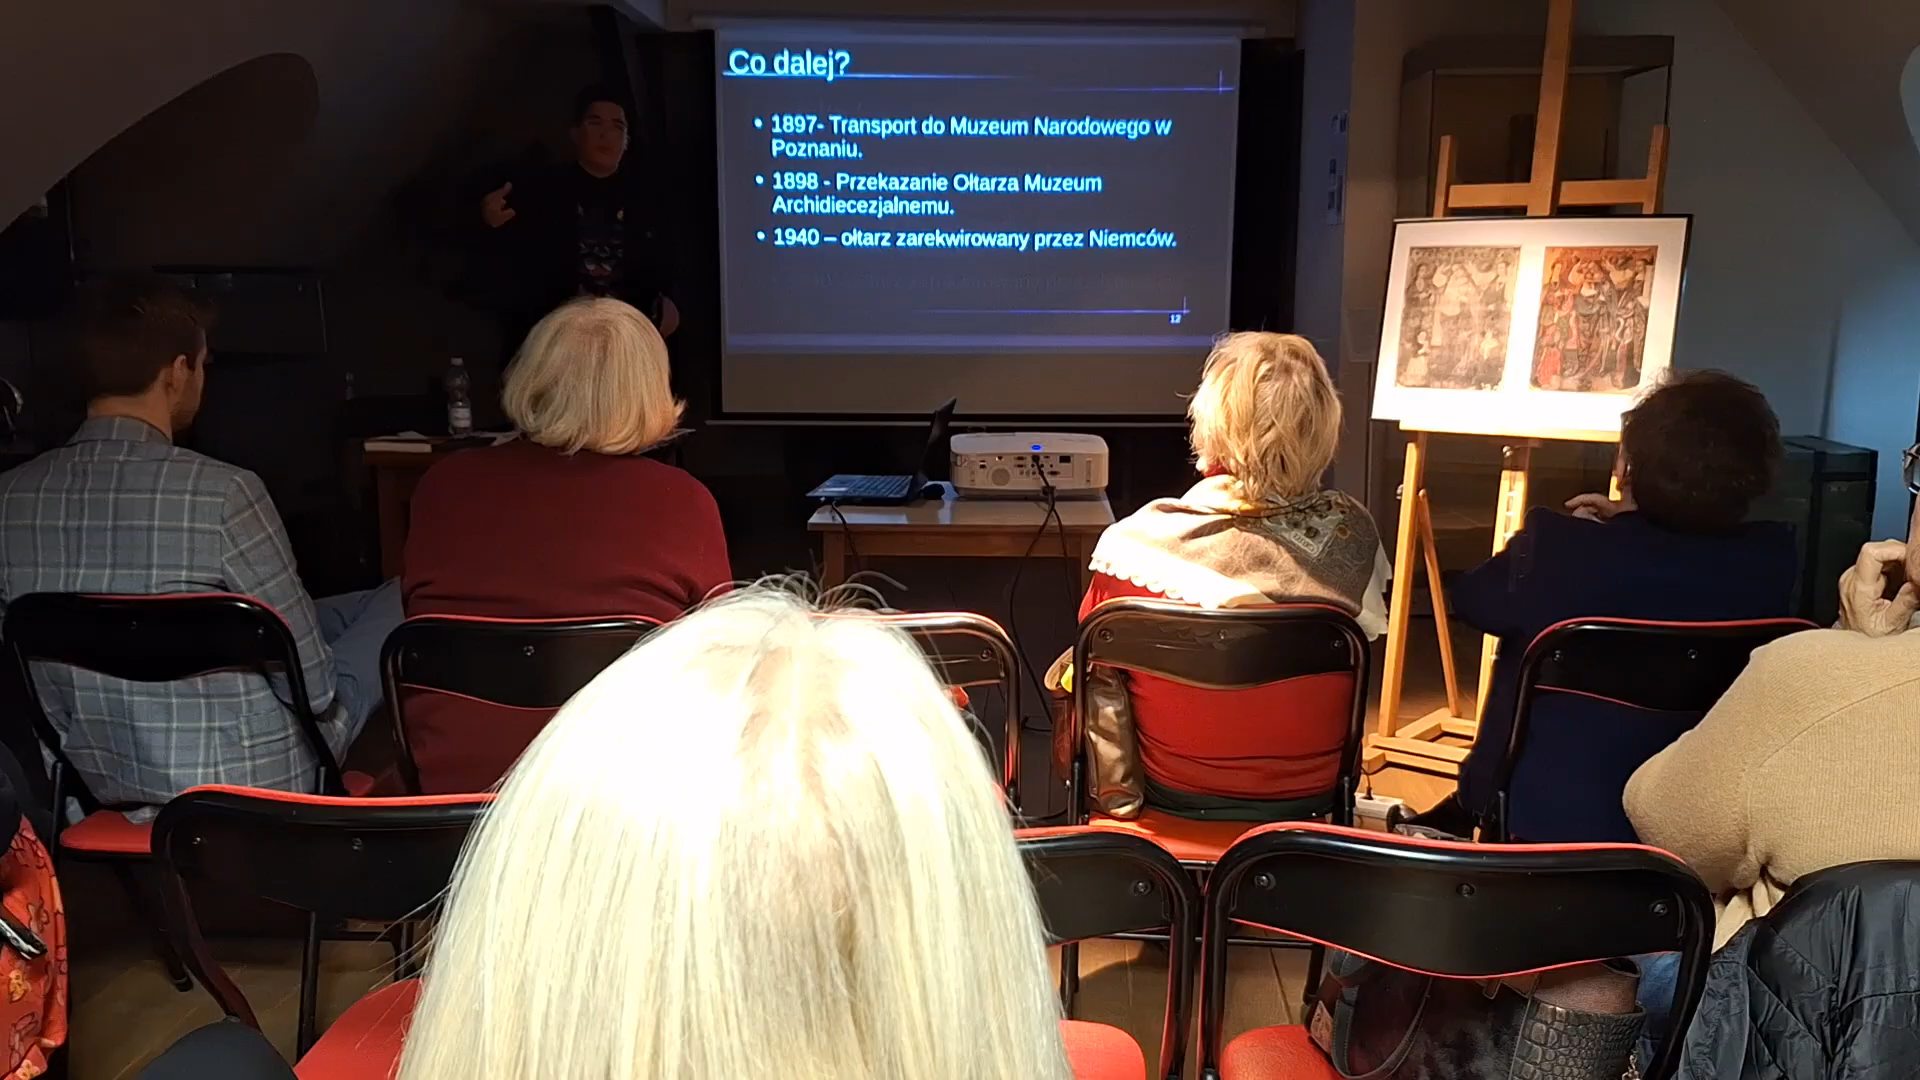 Co dalej?
• 1897- Transport do Muzeum Narodowego w
Poznaniu.
• 1898 - Przekazanie Ołtarza Muzeum
Archidiecezjalnemu.
• 1940 – ołtarz zarekwirowany przez Niemców.
12